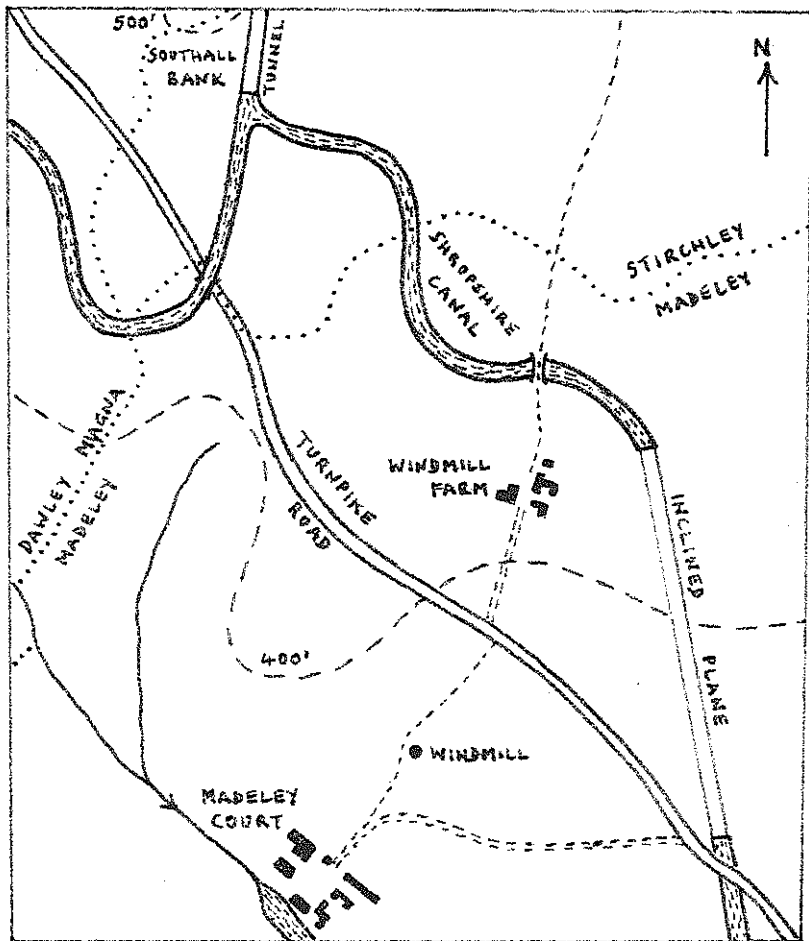 500'
SOUTHALL
BANK
TUNNEL
N
SHROPSHIRE
CANAL
STIRCHLEY
MADELEY
DAWLEY MAGNA
MADELEY
TURNPIKE
ROAD
WINDMILL
FARM
INCLINED
PLANE
400'
WINDMILL
MADELEY
COURT